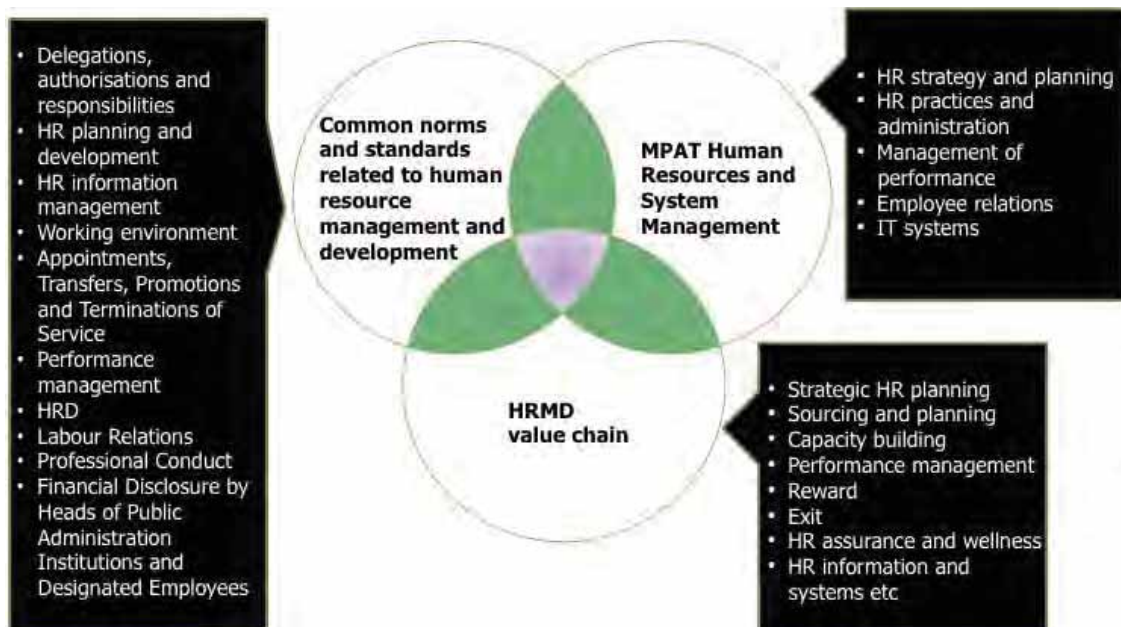 • Delegations,
authorisations and
responsibilities
• HR planning and
development
• HR information
management
• Working environment
• Appointments,
Transfers, Promotions
and Terminations of
Service
• Performance
management
• HRD
• Labour Relations
• Professional Conduct
• Financial Disclosure by
Heads of Public
Administration
Institutions and
Designated Employees
Common norms
and standards
related to human
resource
management and
development
MPAT Human
Resources and
System
Management
• HR strategy and planning
• HR practices and
administration
• Management of
performance
• Employee relations
• IT systems
HRMD
value chain
• Strategic HR planning
• Sourcing and planning
• Capacity building
• Performance management
• Reward
• Exit
• HR assurance and wellness
• HR information and
systems etc